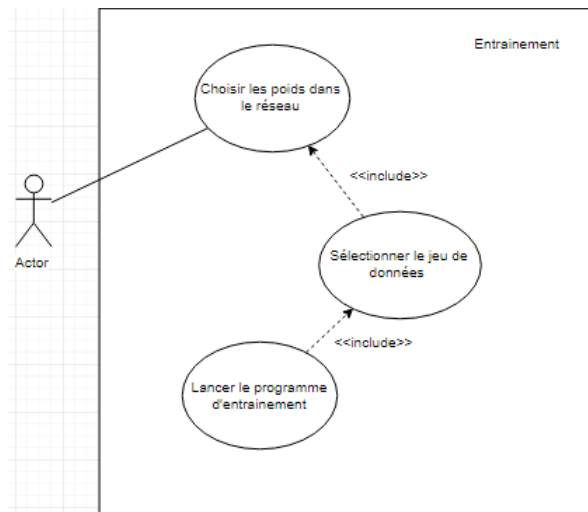 Entrainement
Choisir les poids dans
le réseau
<<include>>
Actor
Sélectionner le jeu de
données
<<include>>
Lancer le programme
d'entrainement